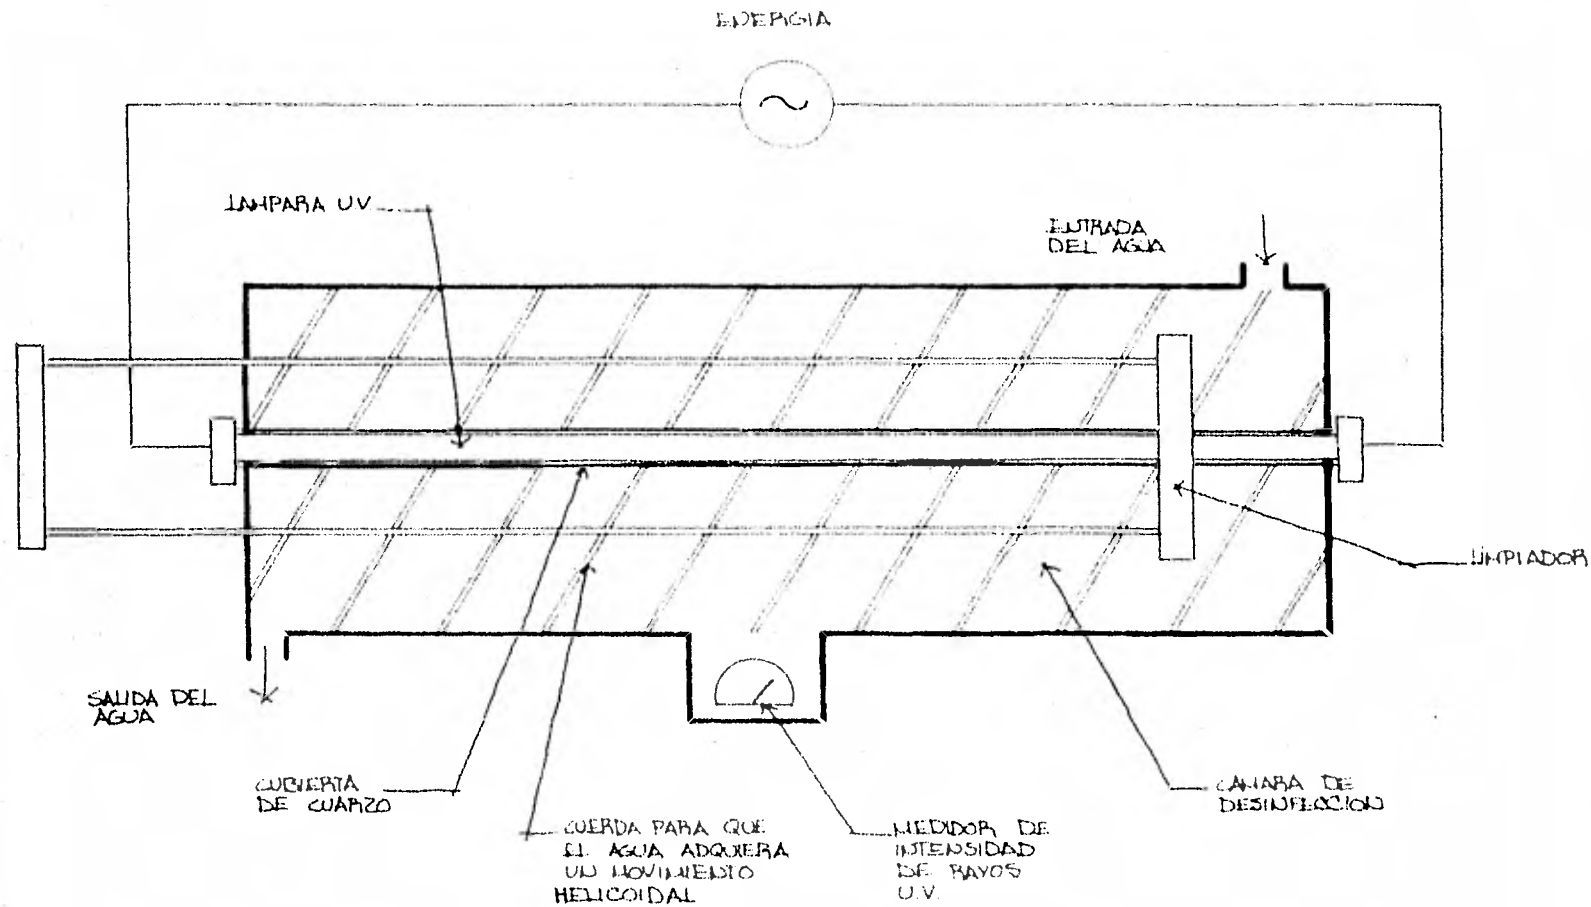 ENERGIA
LAMPARA U.V.
ENTRADA
DEL AGUA
LIMPIADOR
SALIDA DEL
AGUA
CUBIERTA
DE CUARZO
CUERDA PARA QUE
EL AGUA ADQUIERA
UN MOVIMIENTO
HELICOIDAL
MEDIDOR DE
INTENSIDAD
DE RAYOS
U.V.
CAMARA DE
DESINFECCION